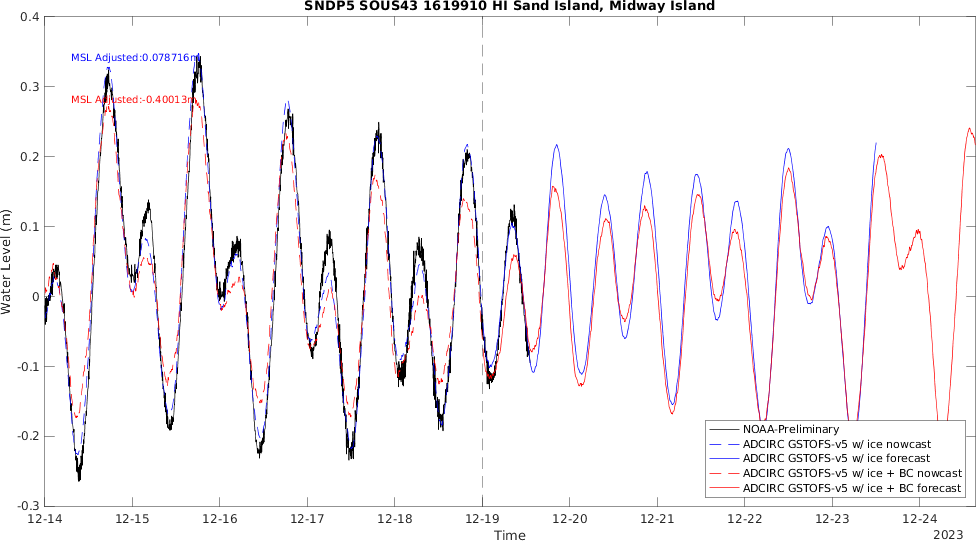 SNDP5 SOUS43 1619910 HI Sand Island, Midway Island
0.4
MSL Adjusted:0.078716m
0.3
MSL Adjusted:-0.40013m
0.2
0.1
0
-0.1
-0.2
-0.3
Water Level (m)
NOAA-Preliminary
ADCIRC GSTOFS-v5 w/ ice nowcast
ADCIRC GSTOFS-v5 w/ ice forecast
ADCIRC GSTOFS-v5 w/ ice + BC nowcast
ADCIRC GSTOFS-v5 w/ ice + BC forecast
12-14 12-15 12-16 12-17 12-18 12-19 12-20 12-21 12-22 12-23 12-24
Time
2023